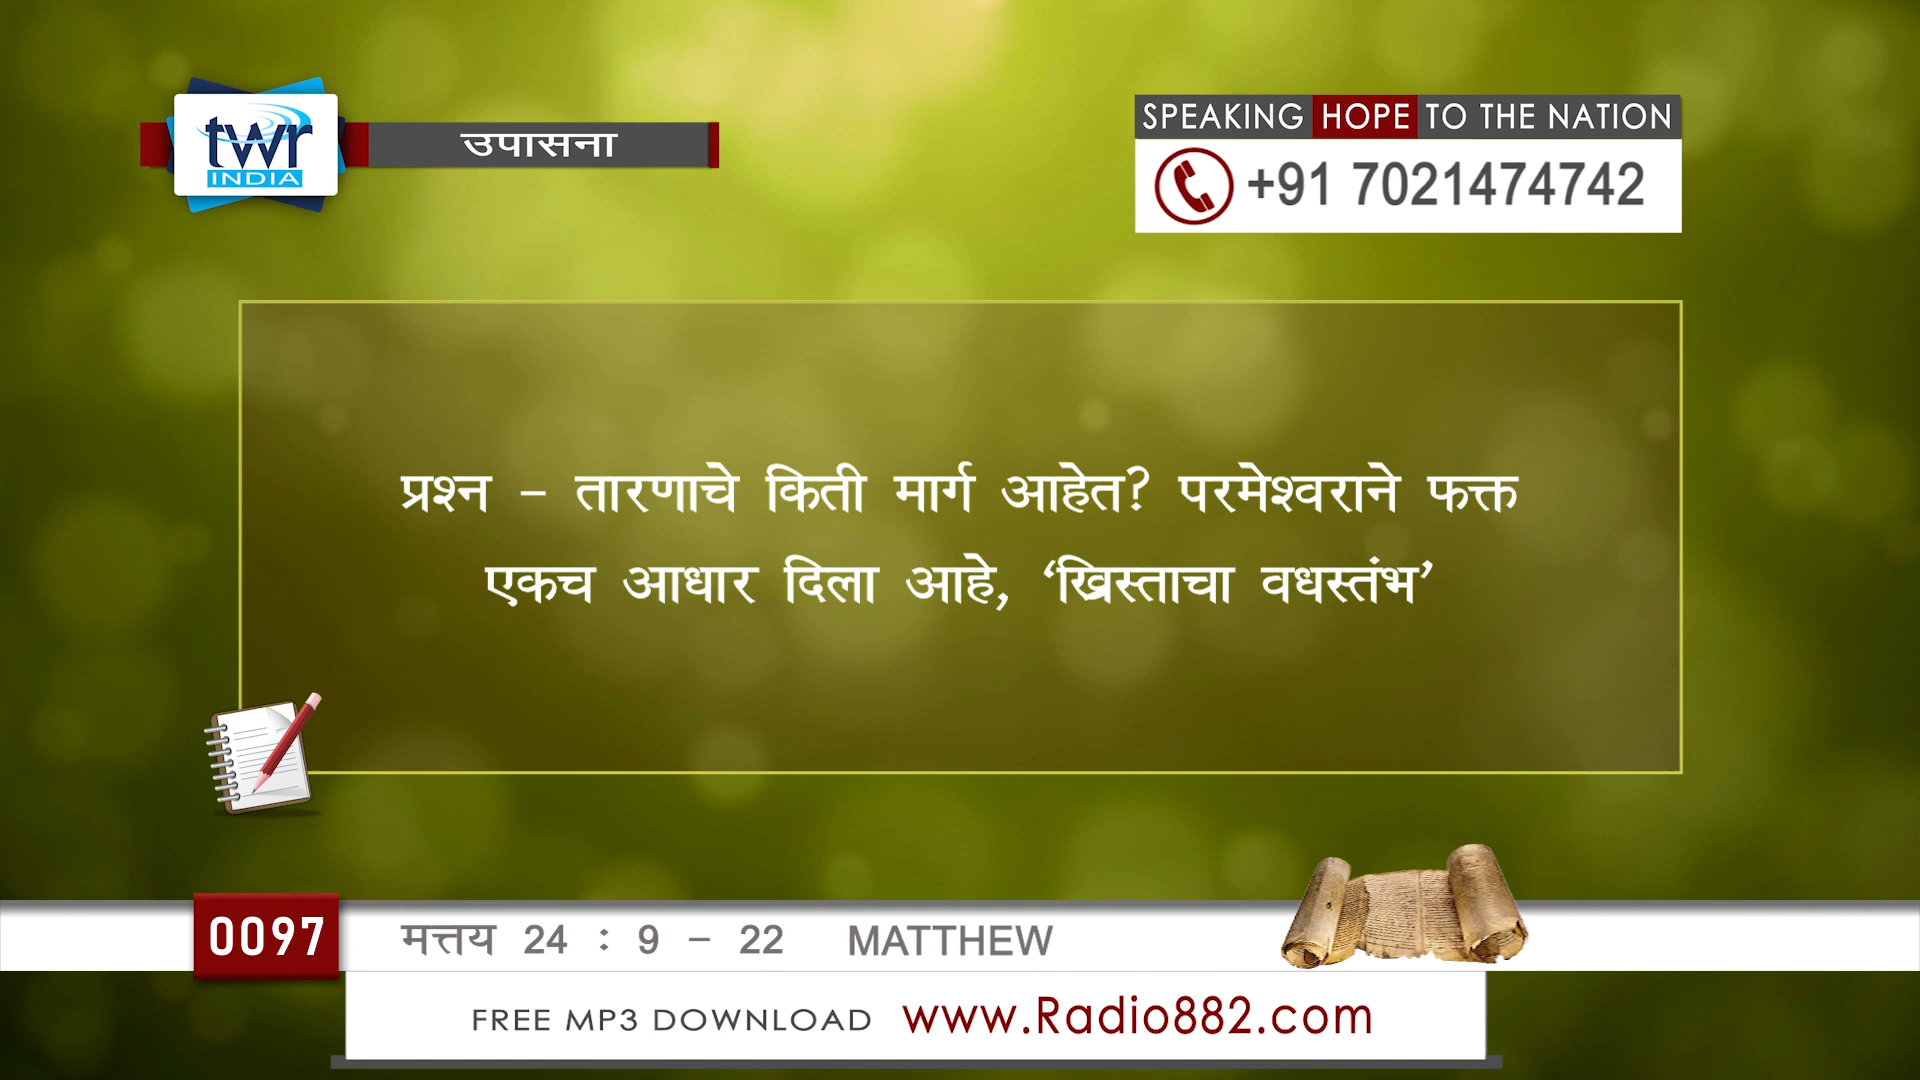 twr
INDIA
उपासना
SPEAKING HOPE TO THE NATION
+91 7021474742
प्रश्न - तारणाचे किती मार्ग आहेत? परमेश्वराने फक्त
एकच आधार दिला आहे, ‘ख्रिस्ताचा वधस्तंभ’
0097
मत्तय 24 : 9 - 22 MATTHEW
FREE MP3 DOWNLOAD www.Radio882.com